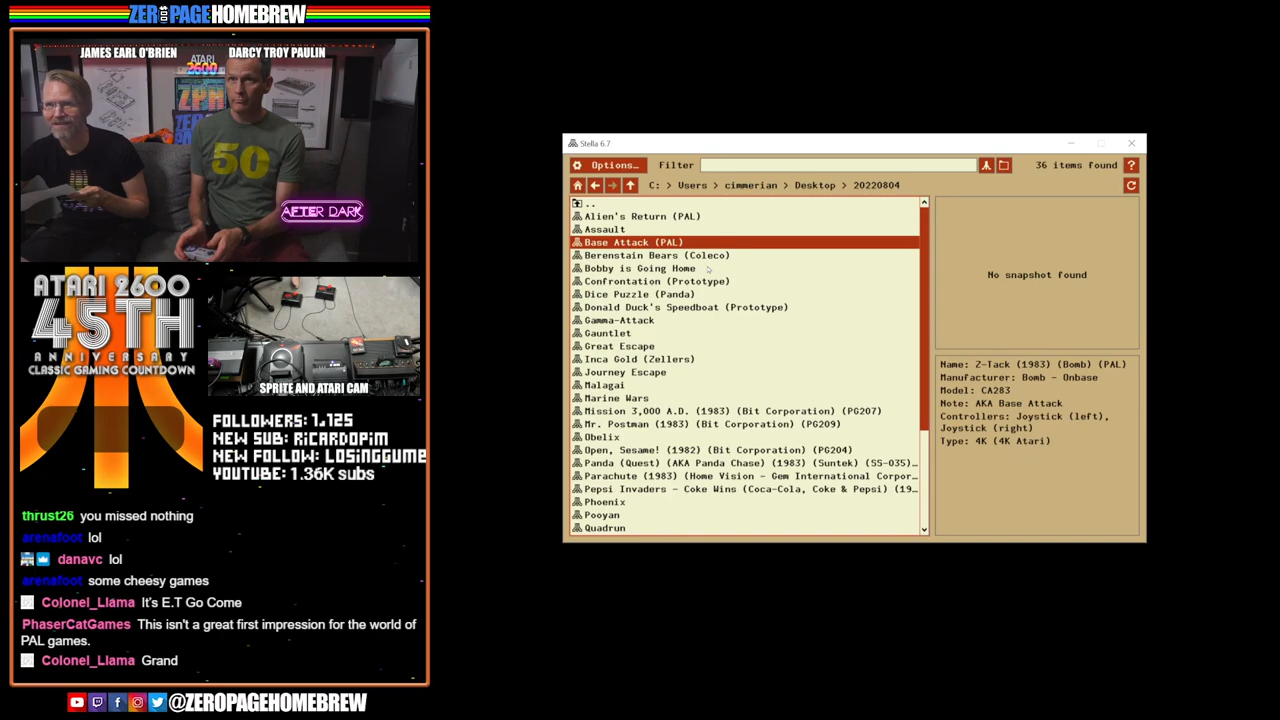 ZEROPAGE HOMEBREW
JAMES EARL O'BRIEN
DARCY TROY PAULIN
ATARI
2600
ZPH
50
AFTER DARK
ATARI 2600
45TH
ANNIVERSARY
CLASSIC GAMING COUNTDOWN
SPRITE AND ATARI CAM
FOLLOWERS: 1,125
NEW SUB: RICARDOPIM
NEW FOLLOW: LOSINGGUME
YOUTUBE: 1.36K subs
thrust26 you missed nothing
arenafoot lol
danavc lol
arenafoot some cheesy games
Colonel_Llama It's E.T Go Come
PhaserCatGames This isn't a great first impression for the world of
PAL games.
Colonel_Llama Grand
@ZEROPAGEHOMEBREW
Stella 6.7
Options… Filter 36 items found ?
C: > Users > cimmerian > Desktop > 20220804
..
Alien's Return (PAL)
Assault
Base Attack (PAL)
Berenstain Bears (Coleco)
Bobby is Going Home
Confrontation (Prototype)
Dice Puzzle (Panda)
Donald Duck's Speedboat (Prototype)
Gamma-Attack
Gauntlet
Great Escape
Inca Gold (Zellers)
Journey Escape
Malagai
Marine Wars
Mission 3,000 A.D. (1983) (Bit Corporation) (PG207)
Mr. Postman (1983) (Bit Corporation) (PG209)
Obelix
Open, Sesame! (1982) (Bit Corporation) (PG204)
Panda (Quest) (AKA Panda Chase) (1983) (Suntek) (SS-035)…
Parachute (1983) (Home Vision - Gem International Corpor…
Pepsi Invaders - Coke Wins (Coca-Cola, Coke & Pepsi) (19…
Phoenix
Pooyan
Quadrun
No snapshot found
Name: Z-Tack (1983) (Bomb) (PAL)
Manufacturer: Bomb - Onbase
Model: CA283
Note: AKA Base Attack
Controllers: Joystick (left),
Joystick (right)
Type: 4K (4K Atari)